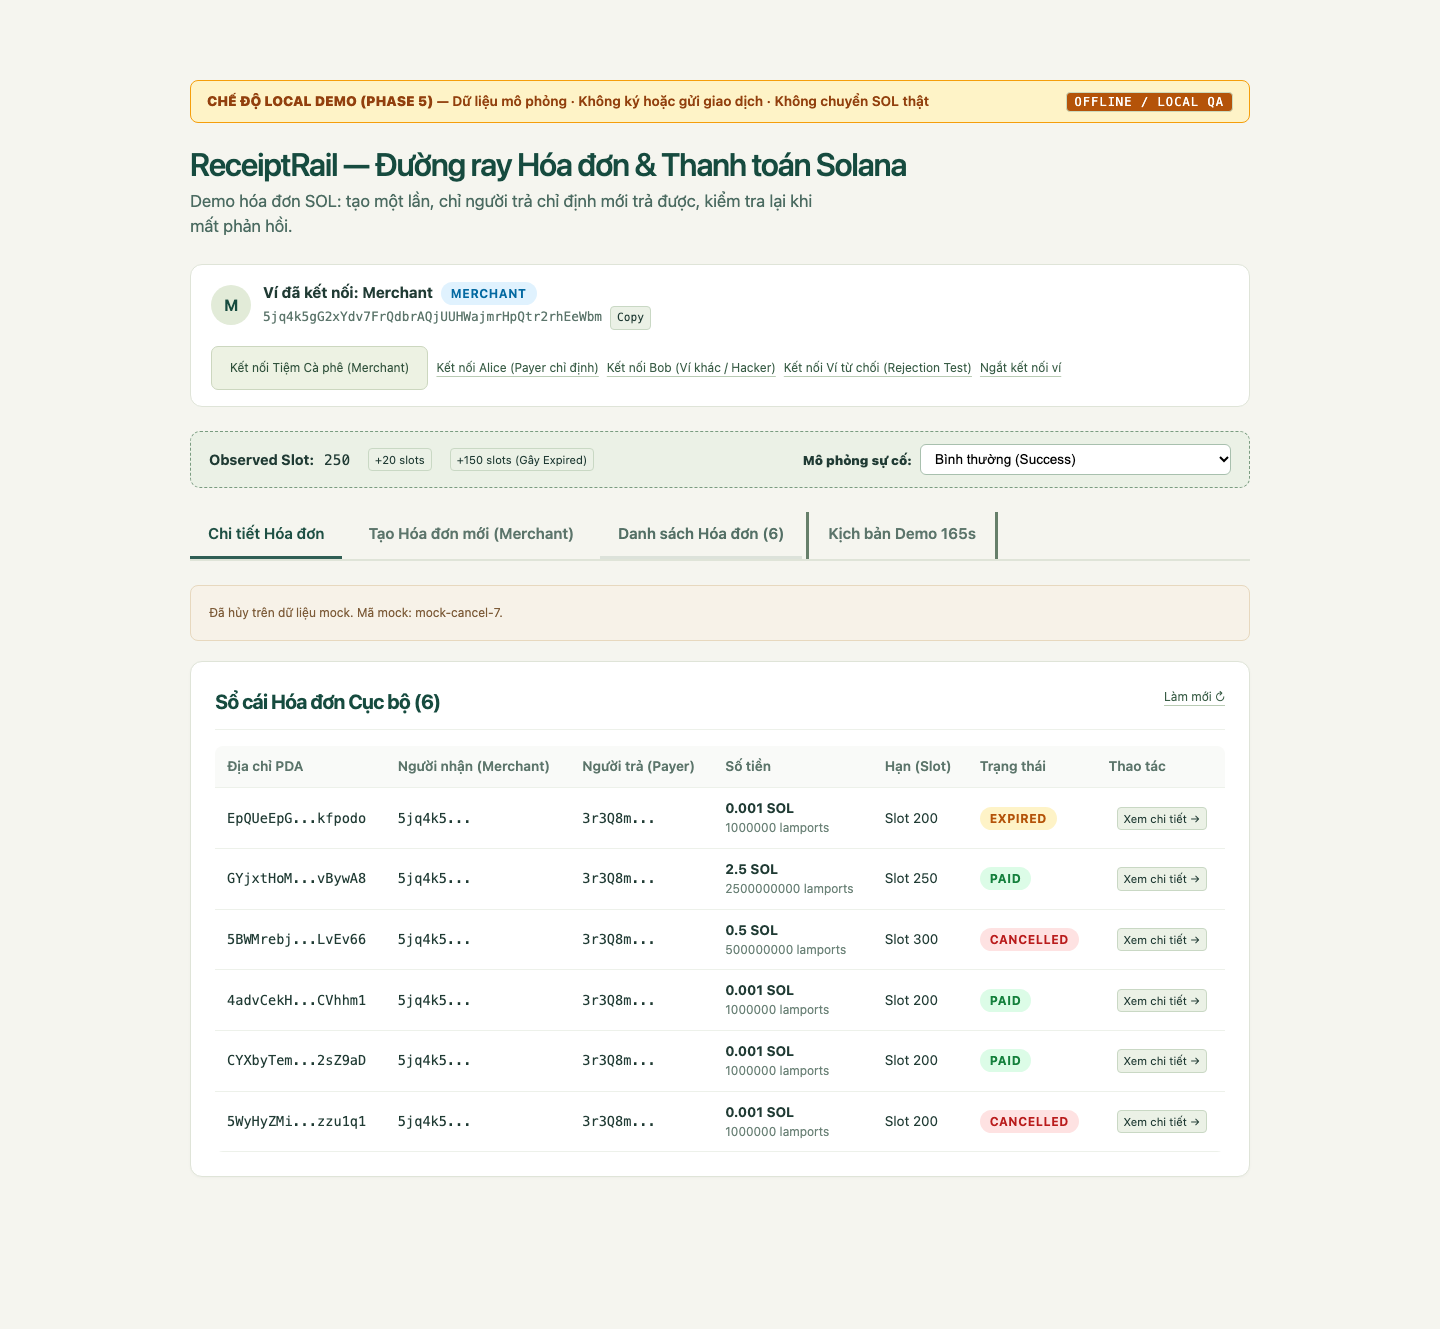 CHẾ ĐỘ LOCAL DEMO (PHASE 5) — Dữ liệu mô phỏng · Không ký hoặc gửi giao dịch · Không chuyển SOL thật
OFFLINE / LOCAL QA
ReceiptRail — Đường ray Hóa đơn & Thanh toán Solana
Demo hóa đơn SOL: tạo một lần, chỉ người trả chỉ định mới trả được, kiểm tra lại khi
mất phản hồi.
M
Ví đã kết nối: Merchant MERCHANT
5jq4k5gG2xYdv7FrQdbrAQjUUHWajmrHpQtr2rhEeWbm Copy
Kết nối Tiệm Cà phê (Merchant) Kết nối Alice (Payer chỉ định) Kết nối Bob (Ví khác / Hacker) Kết nối Ví từ chối (Rejection Test) Ngắt kết nối ví
Observed Slot: 250 +20 slots +150 slots (Gây Expired) Mô phỏng sự cố: Bình thường (Success)
Chi tiết Hóa đơn Tạo Hóa đơn mới (Merchant) Danh sách Hóa đơn (6) Kịch bản Demo 165s
Đã hủy trên dữ liệu mock. Mã mock: mock-cancel-7.
Sổ cái Hóa đơn Cục bộ (6) Làm mới ↻
Địa chỉ PDA Người nhận (Merchant) Người trả (Payer) Số tiền Hạn (Slot) Trạng thái Thao tác
EpQUeEpG...kfpodo 5jq4k5... 3r3Q8m... 0.001 SOL Slot 200 EXPIRED Xem chi tiết →
1000000 lamports
GYjxtHoM...vBywA8 5jq4k5... 3r3Q8m... 2.5 SOL Slot 250 PAID Xem chi tiết →
2500000000 lamports
5BWMrebj...LvEv66 5jq4k5... 3r3Q8m... 0.5 SOL Slot 300 CANCELLED Xem chi tiết →
500000000 lamports
4advCekH...CVhhm1 5jq4k5... 3r3Q8m... 0.001 SOL Slot 200 PAID Xem chi tiết →
1000000 lamports
CYXbyTem...2sZ9aD 5jq4k5... 3r3Q8m... 0.001 SOL Slot 200 PAID Xem chi tiết →
1000000 lamports
5WyHyZMi...zzu1q1 5jq4k5... 3r3Q8m... 0.001 SOL Slot 200 CANCELLED Xem chi tiết →
1000000 lamports